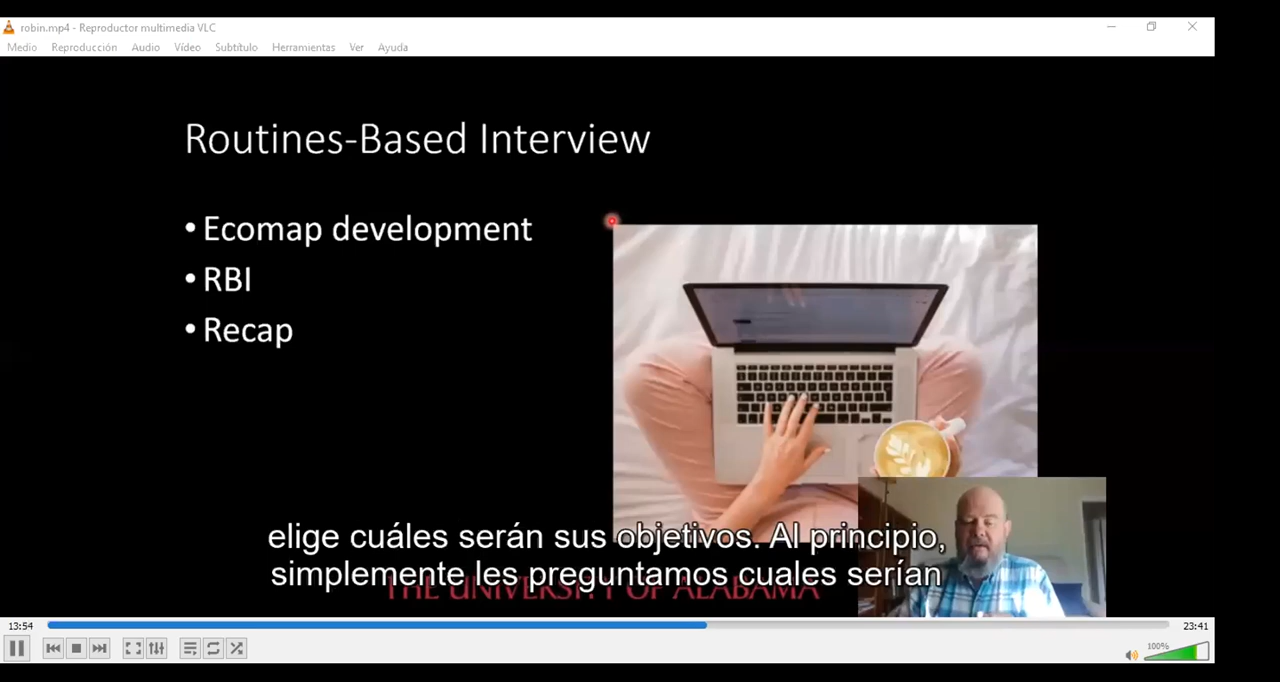 robin.mp4 - Reproductor multimedia VLC
Medio Reproducción Audio Vídeo Subtítulo Herramientas Ver Ayuda
Routines-Based Interview
• Ecomap development
• RBI
• Recap
elige cuáles serán sus objetivos. Al principio,
simplemente les preguntamos cuales serían
THE UNIVERSITY OF ALABAMA
13:54
23:41
100%